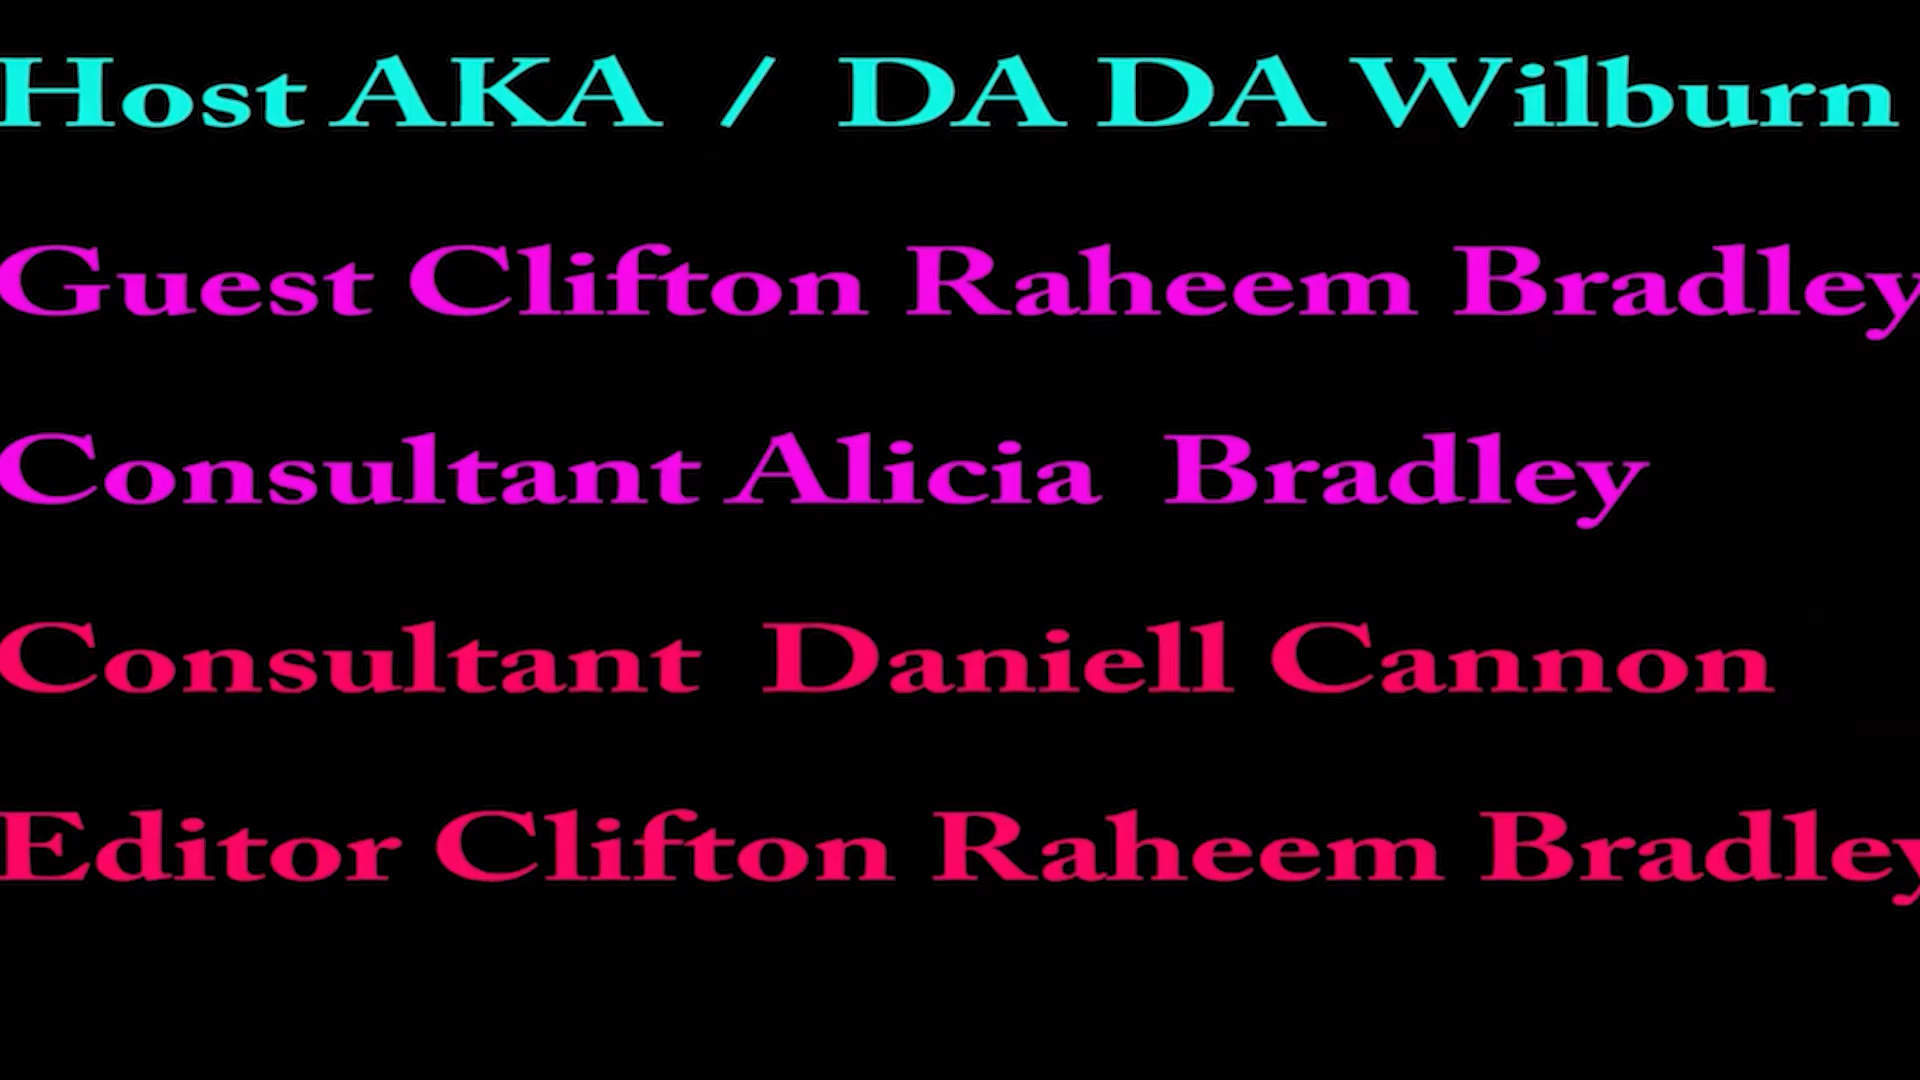 Host AKA / DA DA Wilburn
Guest Clifton Raheem Bradley
Consultant Alicia Bradley
Consultant Daniell Cannon
Editor Clifton Raheem Bradley